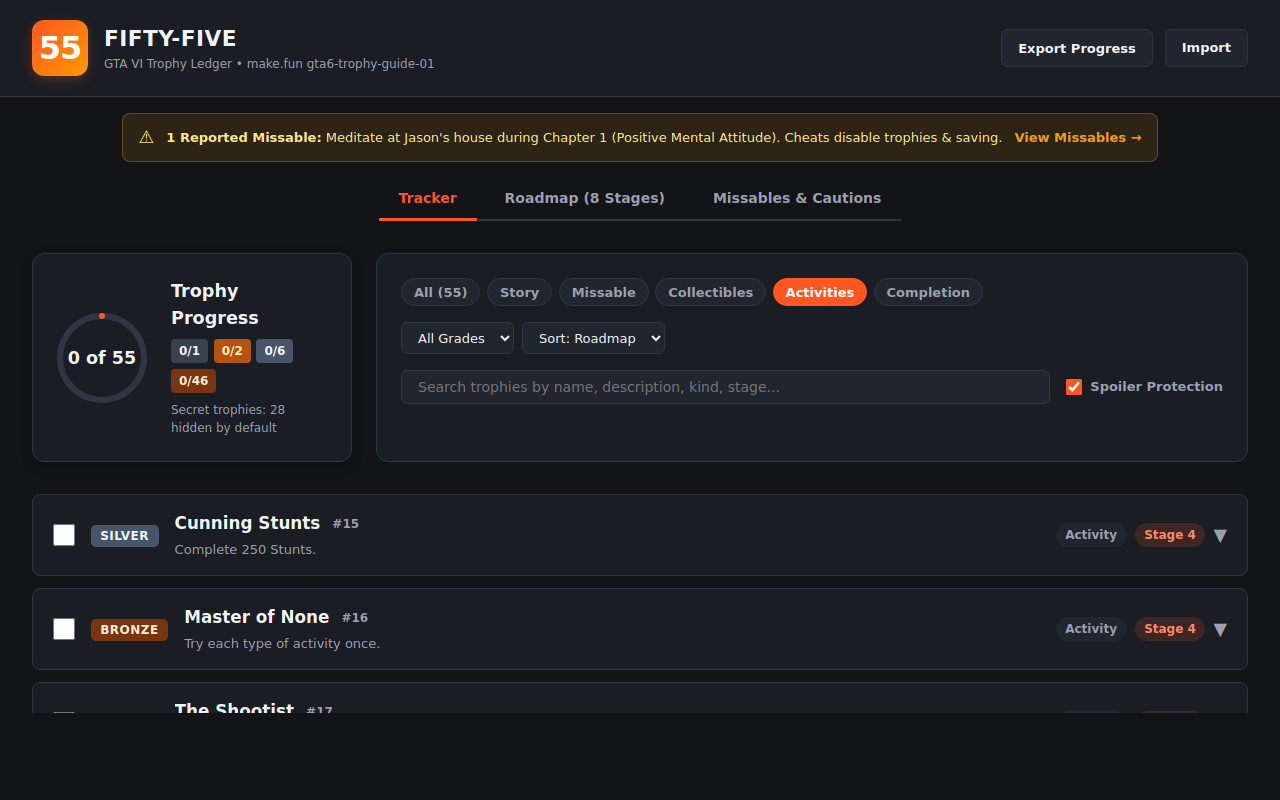 55
FIFTY-FIVE
GTA VI Trophy Ledger • make.fun gta6-trophy-guide-01
Export Progress
Import
⚠ 1 Reported Missable: Meditate at Jason's house during Chapter 1 (Positive Mental Attitude). Cheats disable trophies & saving. View Missables →
Tracker
Roadmap (8 Stages)
Missables & Cautions
0 of 55
Trophy
Progress
0/1 0/2 0/6
0/46
Secret trophies: 28
hidden by default
All (55) Story Missable Collectibles Activities Completion
All Grades Sort: Roadmap
Search trophies by name, description, kind, stage...
Spoiler Protection
SILVER
Cunning Stunts #15
Complete 250 Stunts.
Activity Stage 4 ▼
BRONZE
Master of None #16
Try each type of activity once.
Activity Stage 4 ▼
The Shootist #17